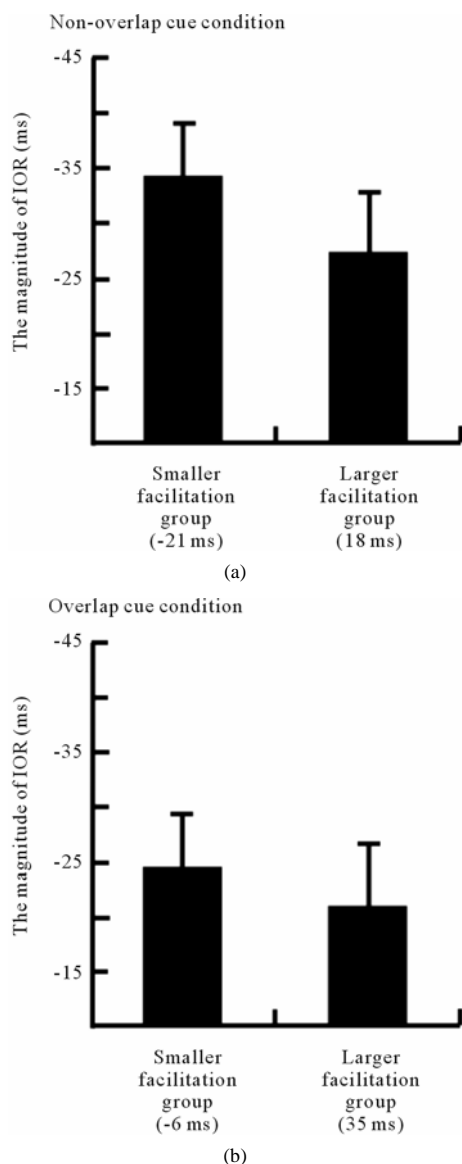 Non-overlap cue condition
The magnitude of IOR (ms)
-45
-35
-25
-15
Smaller
facilitation
group
(-21 ms)
Larger
facilitation
group
(18 ms)
(a)
Overlap cue condition
The magnitude of IOR (ms)
-45
-35
-25
-15
Smaller
facilitation
group
(-6 ms)
Larger
facilitation
group
(35 ms)
(b)